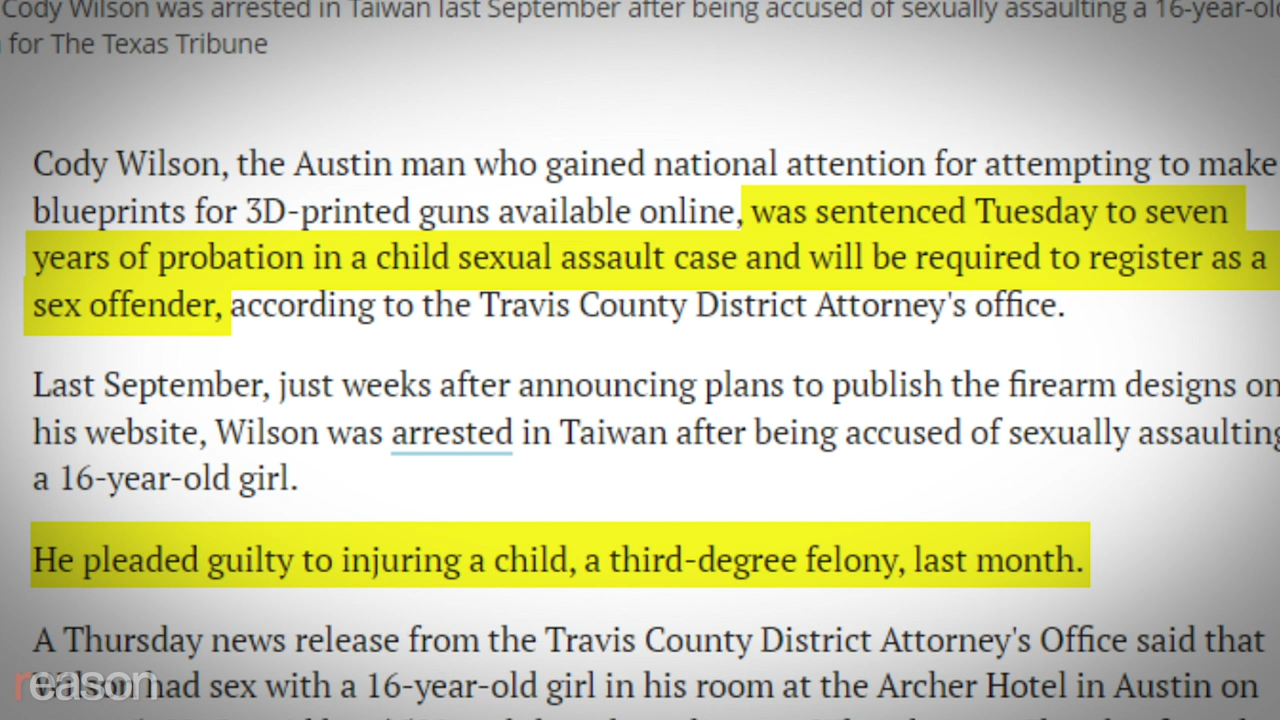 Cody Wilson was arrested in Taiwan last September after being accused of sexually assaulting a 16-year-old
for The Texas Tribune
Cody Wilson, the Austin man who gained national attention for attempting to make
blueprints for 3D-printed guns available online, was sentenced Tuesday to seven
years of probation in a child sexual assault case and will be required to register as a
sex offender, according to the Travis County District Attorney's office.
Last September, just weeks after announcing plans to publish the firearm designs on
his website, Wilson was arrested in Taiwan after being accused of sexually assaulting
a 16-year-old girl.
He pleaded guilty to injuring a child, a third-degree felony, last month.
A Thursday news release from the Travis County District Attorney's Office said that
had sex with a 16-year-old girl in his room at the Archer Hotel in Austin on
reason